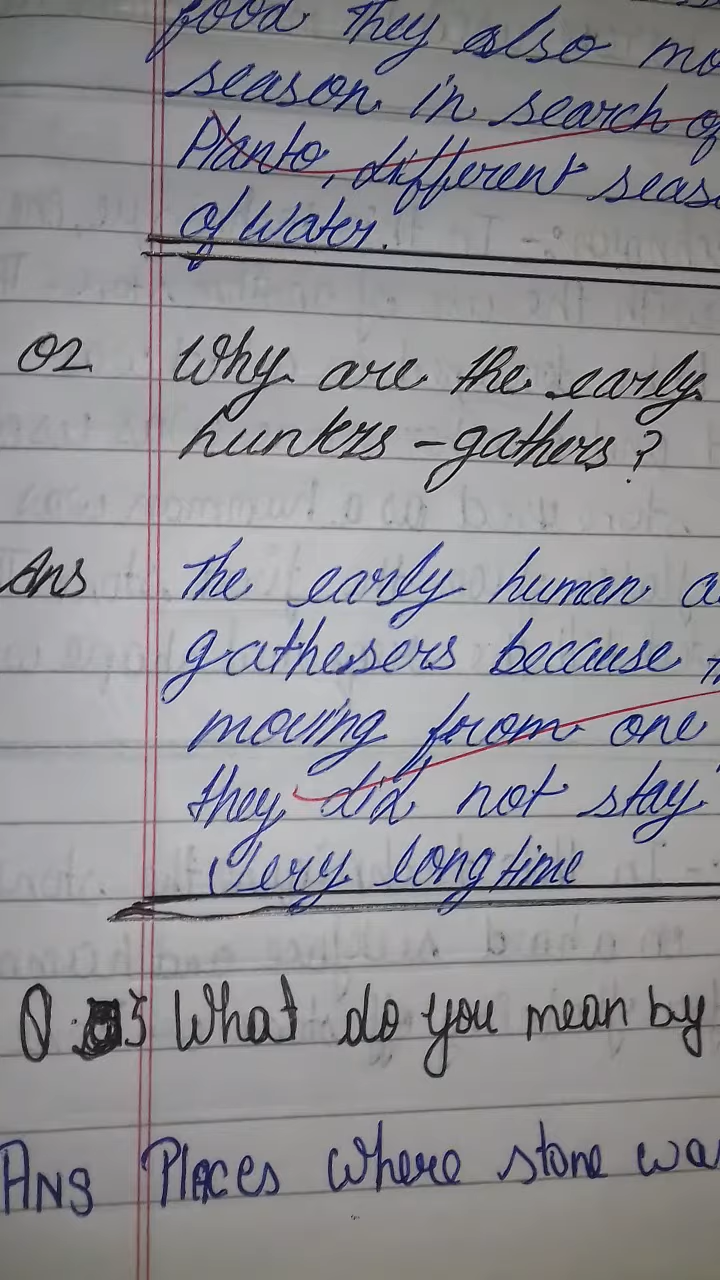 food they also mo
season in search of
Planto, different seas
of water.
Q2 Why are the early
hunters - gathers?
Ans The early human a
gatherers because
moving from one
they did not stay
Very long time
Q. 3 What do you mean by
ANS Places where stone wa